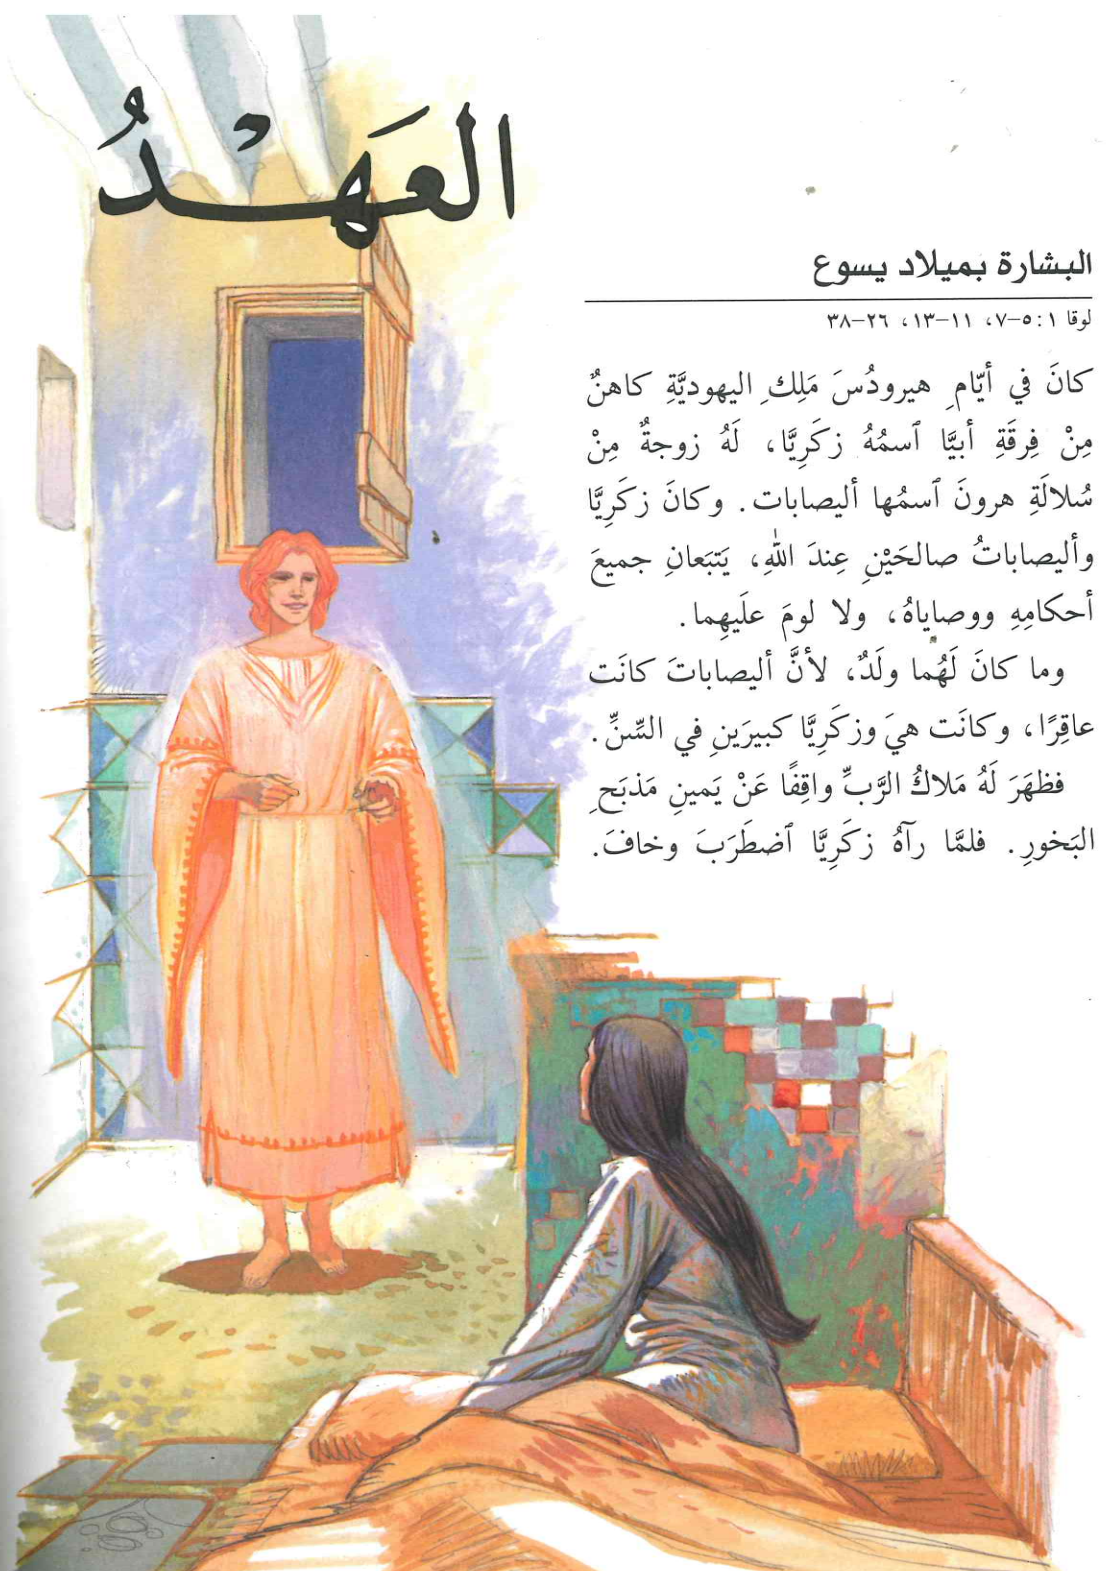 العَهْدُ
البشارة بميلاد يسوع
لوقا ١: ٥-٧، ١١-١٣، ٢٦-٣٨
كانَ في أيّامِ هيرودُسَ مَلِكِ اليهوديَّةِ كاهنٌ
مِنْ فِرقَةِ أبيَّا ٱسمُهُ زكَرِيَّا، لَهُ زوجةٌ مِنْ
سُلالَةِ هرونَ ٱسمُها أليصابات. وكانَ زكَرِيَّا
وأليصاباتُ صالحَيْنِ عِندَ اللهِ، يَتبَعانِ جميعَ
أحكامِهِ ووصاياهُ، ولا لومَ علَيهِما.
وما كانَ لَهُما ولَدٌ، لأنَّ أليصاباتَ كانَت
عاقِرًا، وكانَت هيَ وزكَرِيَّا كبيرَينِ في السِّنِّ.
فظهَرَ لَهُ مَلاكُ الرَّبِّ واقِفًا عَنْ يَمينِ مَذبَحِ
البَخورِ. فلمَّا رآهُ زكَرِيَّا ٱضطَرَبَ وخافَ.